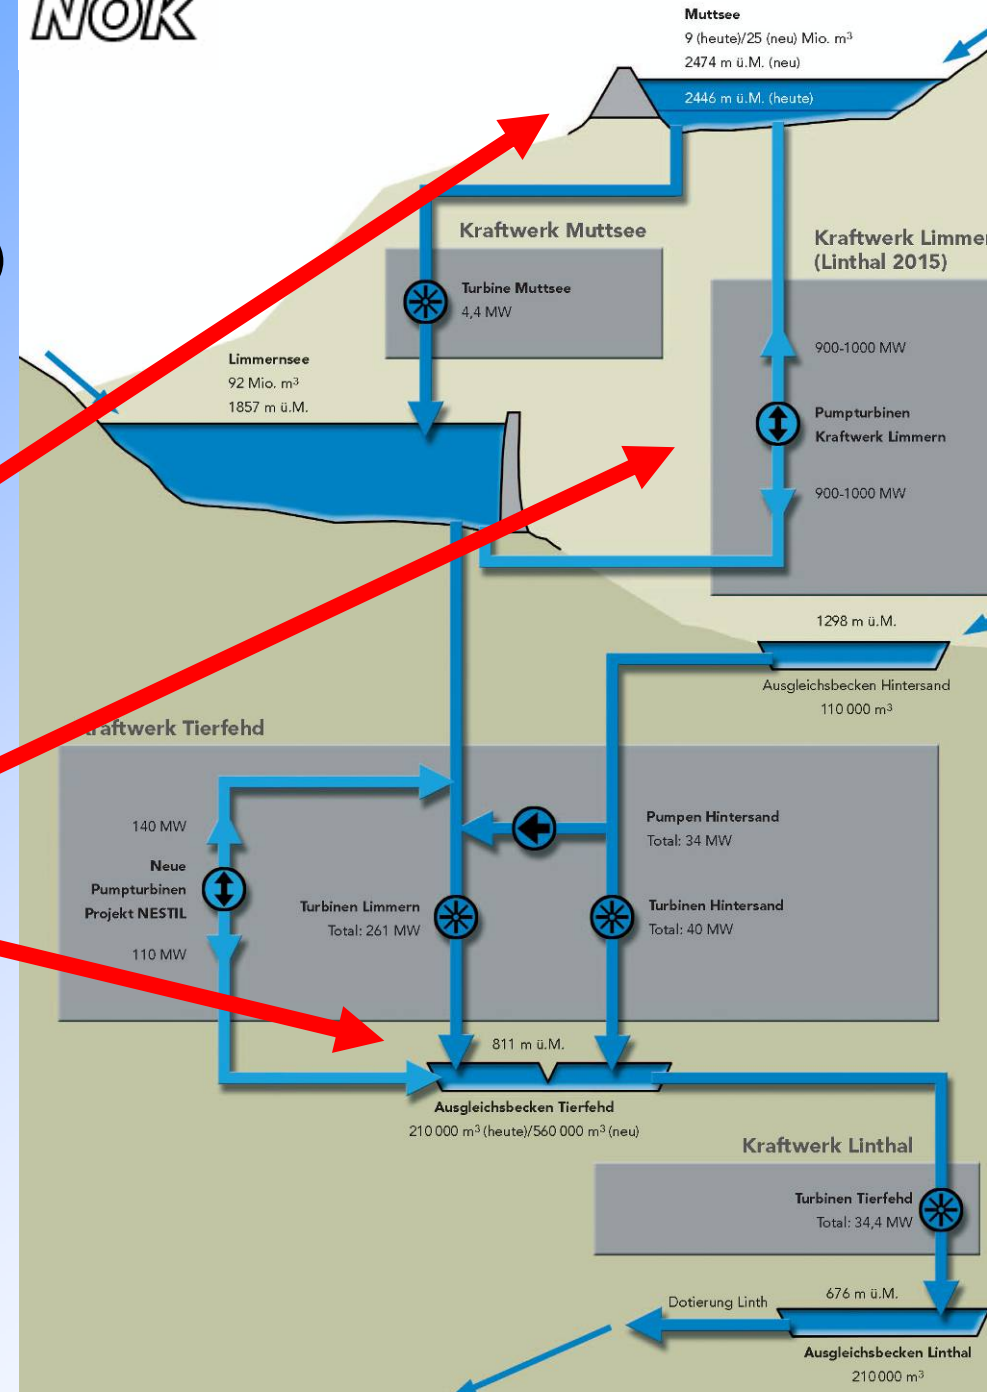 NOK
Muttsee
9 (heute)/25 (neu) Mio. m³
2474 m ü.M. (neu)
2446 m ü.M. (heute)
)
Kraftwerk Muttsee
Turbine Muttsee
4,4 MW
Kraftwerk Limmer
(Linthal 2015)
900-1000 MW
Pumpturbinen
Kraftwerk Limmern
900-1000 MW
Limmernsee
92 Mio. m³
1857 m ü.M.
1298 m ü.M.
Ausgleichsbecken Hintersand
110 000 m³
raftwerk Tierfehd
140 MW
Neue
Pumpturbinen
Projekt NESTIL
110 MW
Turbinen Limmern
Total: 261 MW
Pumpen Hintersand
Total: 34 MW
Turbinen Hintersand
Total: 40 MW
811 m ü.M.
Ausgleichsbecken Tierfehd
210 000 m³ (heute)/560 000 m³ (neu)
Kraftwerk Linthal
Turbinen Tierfehd
Total: 34,4 MW
676 m ü.M.
Dotierung Linth
Ausgleichsbecken Linthal
210 000 m³